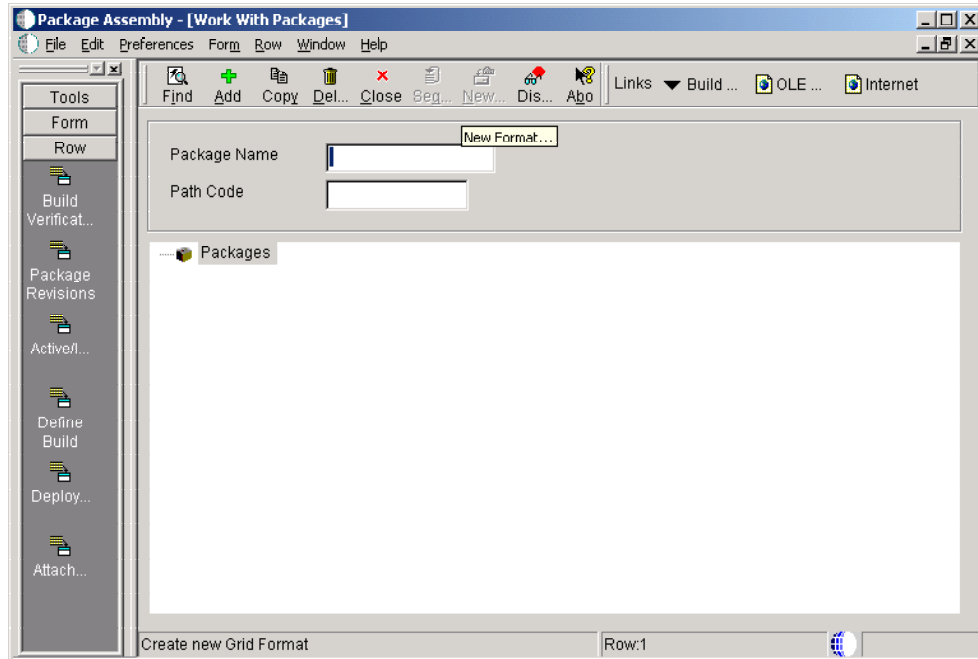 Package Assembly - [Work With Packages]
File Edit Preferences Form Row Window Help
Tools
Form
Row
Build
Verificat...
Package
Revisions
Active/I...
Define
Build
Deploy...
Attach...
Find Add Copy Del... Close Seq... New... Dis... Abo Links Build ... OLE ... Internet
New Format...
Package Name
Path Code
Packages
Create new Grid Format Row:1